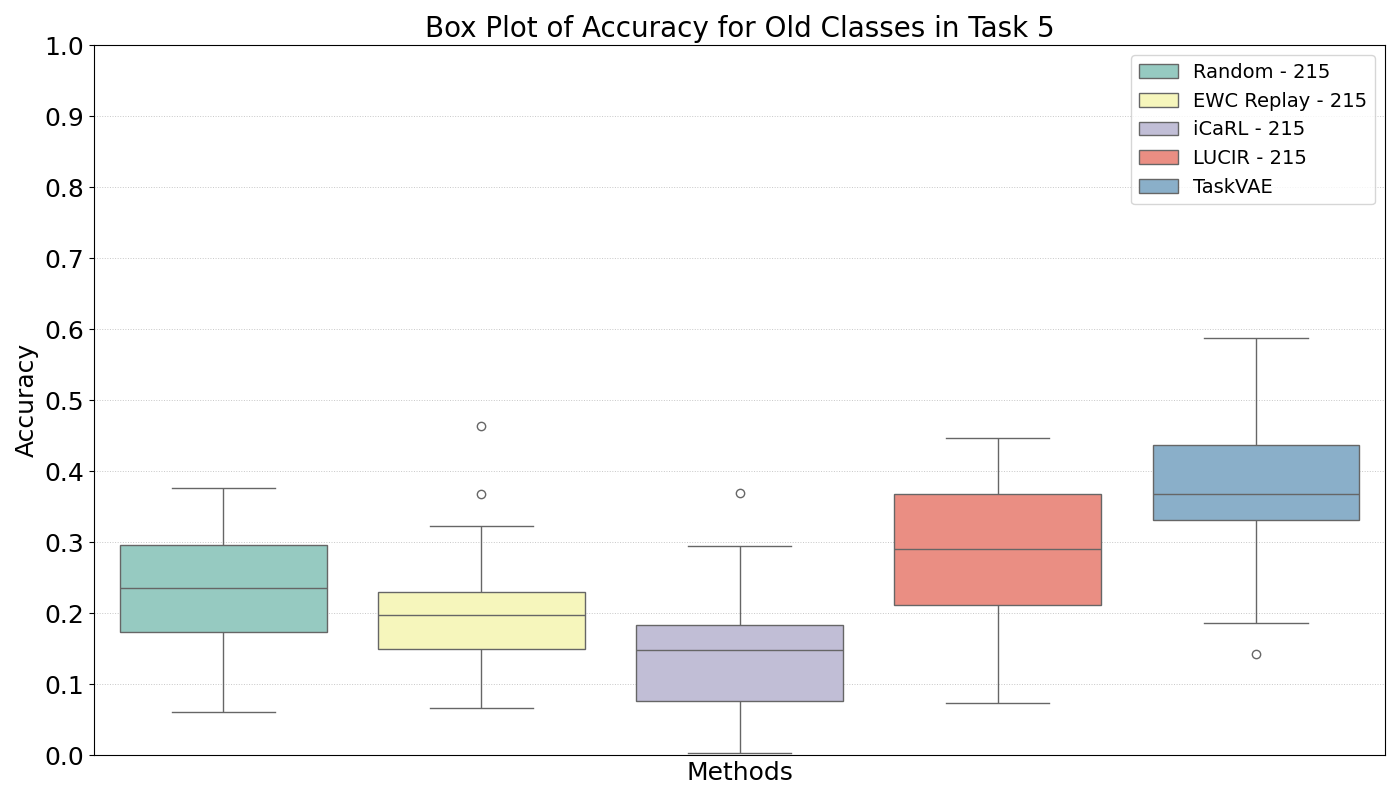 Box Plot of Accuracy for Old Classes in Task 5
1.0
0.9
0.8
0.7
0.6
0.5
0.4
0.3
0.2
0.1
0.0
Accuracy
Methods
Random - 215
EWC Replay - 215
iCaRL - 215
LUCIR - 215
TaskVAE